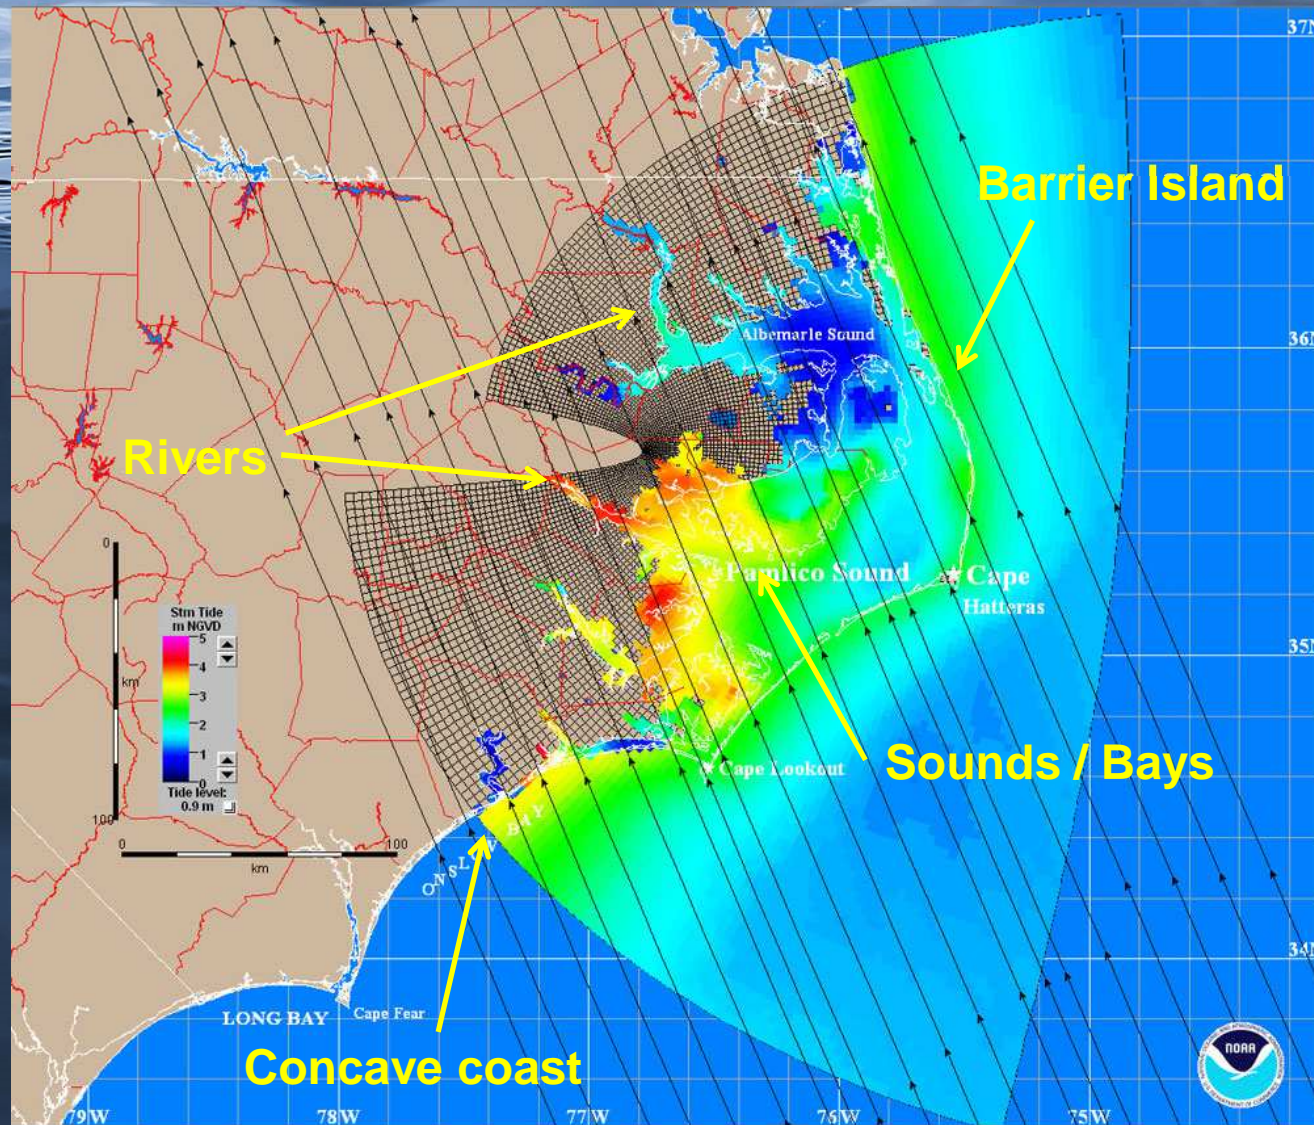 37N
Barrier Island
Albemarle Sound
36N
Rivers
Pamlico Sound
Cape
Hatteras
0
km
100
Stm Tide
m NGVD
5
4
3
2
1
0
Tide level:
0.9 m
35N
Cape Lookout
Sounds / Bays
0
100
km
ONSLOW BAY
34N
LONG BAY
Cape Fear
Concave coast
NOAA
79W
78W
77W
76W
75W